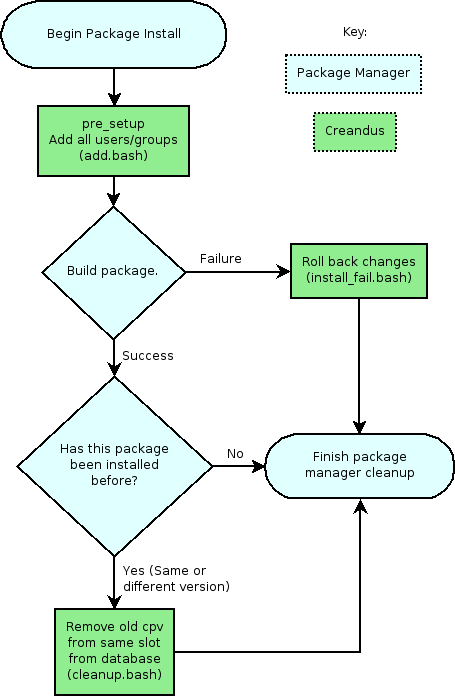 Begin Package Install
Key:
Package Manager
Creandus
pre_setup
Add all users/groups
(add.bash)
Build package.
Failure
Roll back changes
(install_fail.bash)
Success
Has this package
been installed
before?
No
Finish package
manager cleanup
Yes (Same or
different version)
Remove old cpv
from same slot
from database
(cleanup.bash)